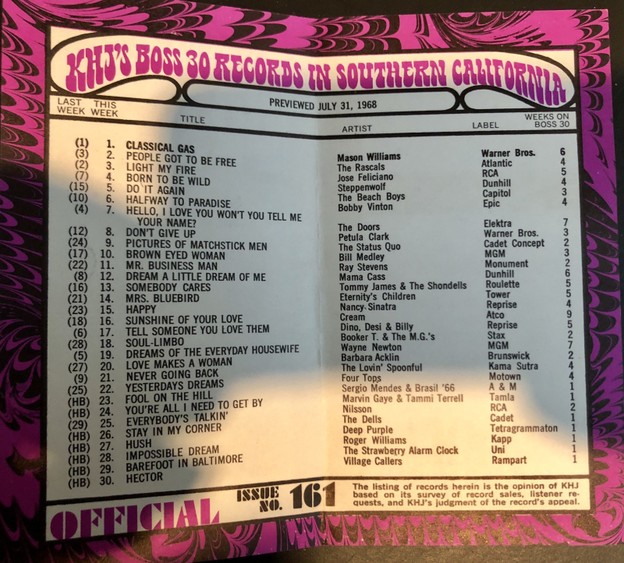 KHJ'S BOSS 30 RECORDS IN SOUTHERN CALIFORNIA
PREVIEWED JULY 31, 1968
LAST WEEK THIS WEEK TITLE ARTIST LABEL WEEKS ON BOSS 30
(1) 1. CLASSICAL GAS Mason Williams Warner Bros. 6
(3) 2. PEOPLE GOT TO BE FREE The Rascals Atlantic 4
(2) 3. LIGHT MY FIRE Jose Feliciano RCA 5
(7) 4. BORN TO BE WILD Steppenwolf Dunhill 4
(15) 5. DO IT AGAIN The Beach Boys Capitol 3
(10) 6. HALFWAY TO PARADISE Bobby Vinton Epic 4
(4) 7. HELLO, I LOVE YOU WON'T YOU TELL ME
YOUR NAME? The Doors Elektra 7
(12) 8. DON'T GIVE UP Petula Clark Warner Bros. 3
(24) 9. PICTURES OF MATCHSTICK MEN The Status Quo Cadet Concept 2
(17) 10. BROWN EYED WOMAN Bill Medley MGM 3
(22) 11. MR. BUSINESS MAN Ray Stevens Monument 2
(8) 12. DREAM A LITTLE DREAM OF ME Mama Cass Dunhill 6
(16) 13. SOMEBODY CARES Tommy James & The Shondells Roulette 5
(21) 14. MRS. BLUEBIRD Eternity's Children Tower 5
(23) 15. HAPPY Nancy Sinatra Reprise 4
(18) 16. SUNSHINE OF YOUR LOVE Cream Atco 9
(6) 17. TELL SOMEONE YOU LOVE THEM Dino, Desi & Billy Reprise 5
(28) 18. SOUL-LIMBO Booker T. & The M.G.'s Stax 2
(5) 19. DREAMS OF THE EVERYDAY HOUSEWIFE Wayne Newton MGM 7
(27) 20. LOVE MAKES A WOMAN Barbara Acklin Brunswick 2
(9) 21. NEVER GOING BACK The Lovin' Spoonful Kama Sutra 4
(25) 22. YESTERDAYS DREAMS Four Tops Motown 4
(HB) 23. FOOL ON THE HILL Sergio Mendes & Brasil '66 A & M 1
(HB) 24. YOU'RE ALL I NEED TO GET BY Marvin Gaye & Tammi Terrell Tamla 1
(29) 25. EVERYBODY'S TALKIN' Nilsson RCA 2
(HB) 26. STAY IN MY CORNER The Dells Cadet 1
(HB) 27. HUSH Deep Purple Tetragrammaton 1
(HB) 28. IMPOSSIBLE DREAM Roger Williams Kapp 1
(HB) 29. BAREFOOT IN BALTIMORE The Strawberry Alarm Clock Uni 1
(HB) 30. HECTOR Village Callers Rampart 1
OFFICIAL ISSUE NO. 161
The listing of records herein is the opinion of KHJ
based on its survey of record sales, listener re-
quests, and KHJ's judgment of the record's appeal.